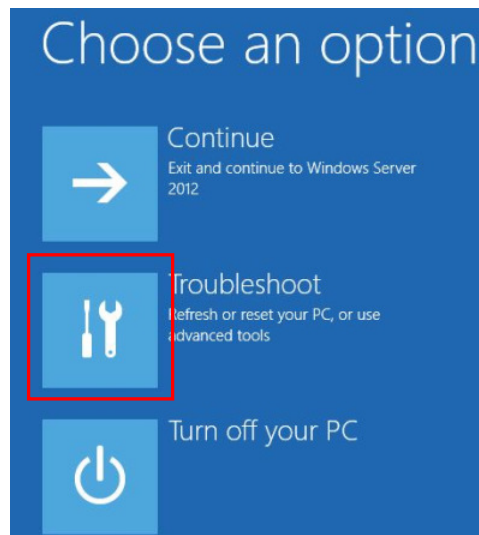 Choose an option
Continue
Exit and continue to Windows Server
2012
Troubleshoot
Refresh or reset your PC, or use
advanced tools
Turn off your PC